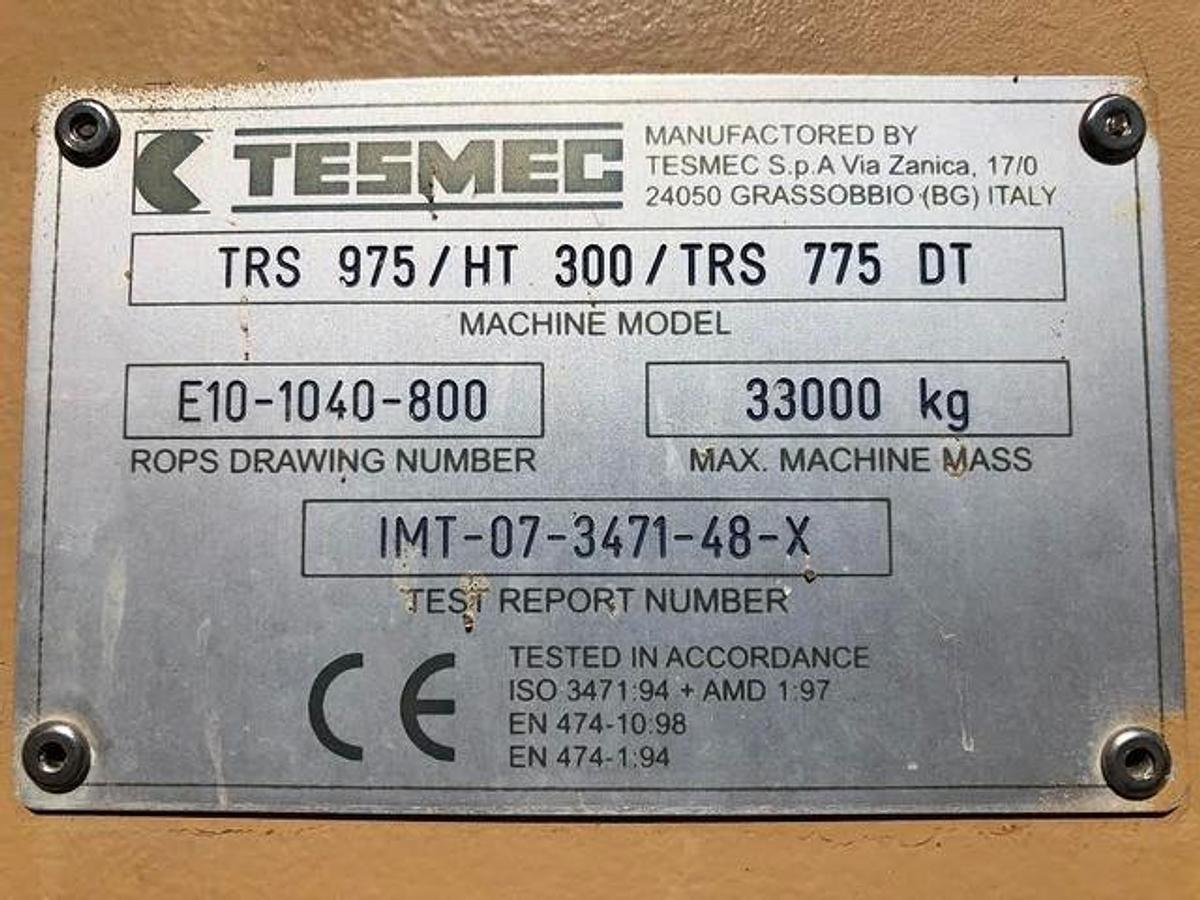 TESMEC
MANUFACTORED BY
TESMEC S.p.A Via Zanica, 17/0
24050 GRASSOBBIO (BG) ITALY
TRS 975/HT 300/TRS 775 DT
MACHINE MODEL
E10-1040-800
ROPS DRAWING NUMBER
33000 kg
MAX. MACHINE MASS
IMT-07-3471-48-X
TEST REPORT NUMBER
CE
TESTED IN ACCORDANCE
ISO 3471:94 + AMD 1:97
EN 474-10:98
EN 474-1:94